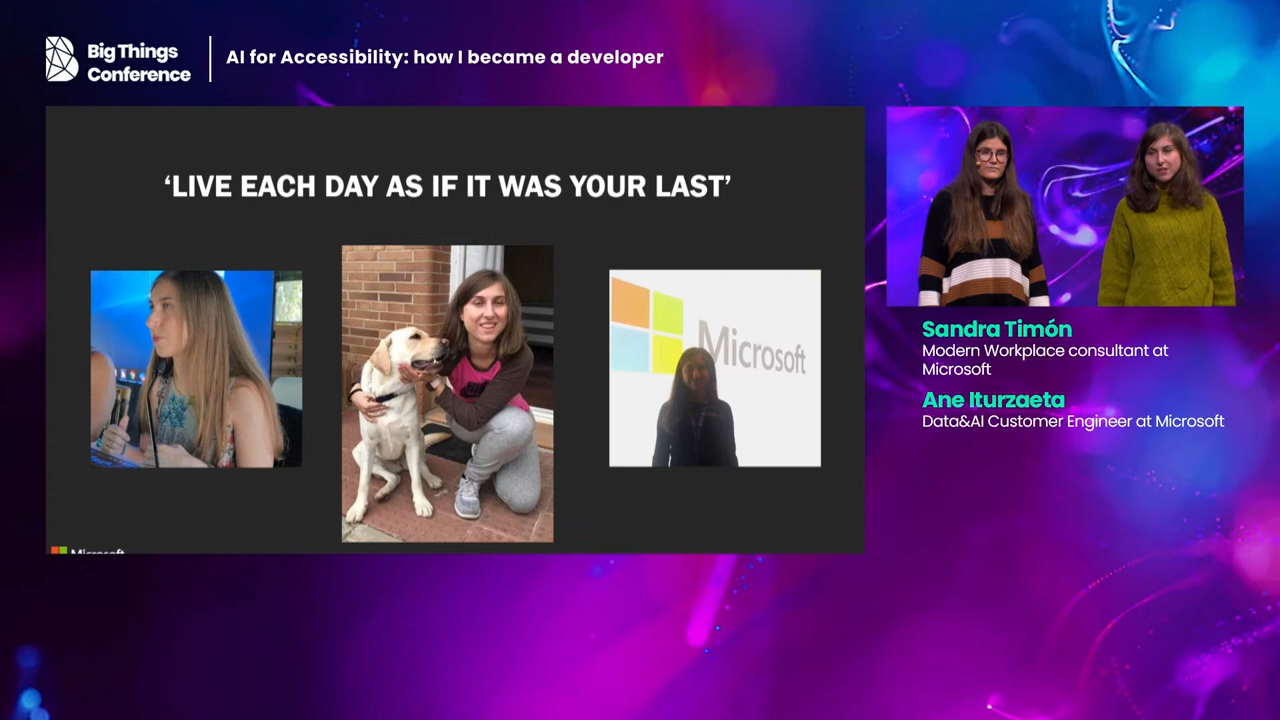 Big Things
Conference
AI for Accessibility: how I became a developer
‘LIVE EACH DAY AS IF IT WAS YOUR LAST’
Microsoft
Microsoft
Sandra Timón
Modern Workplace consultant at
Microsoft
Ane Iturzaeta
Data&AI Customer Engineer at Microsoft